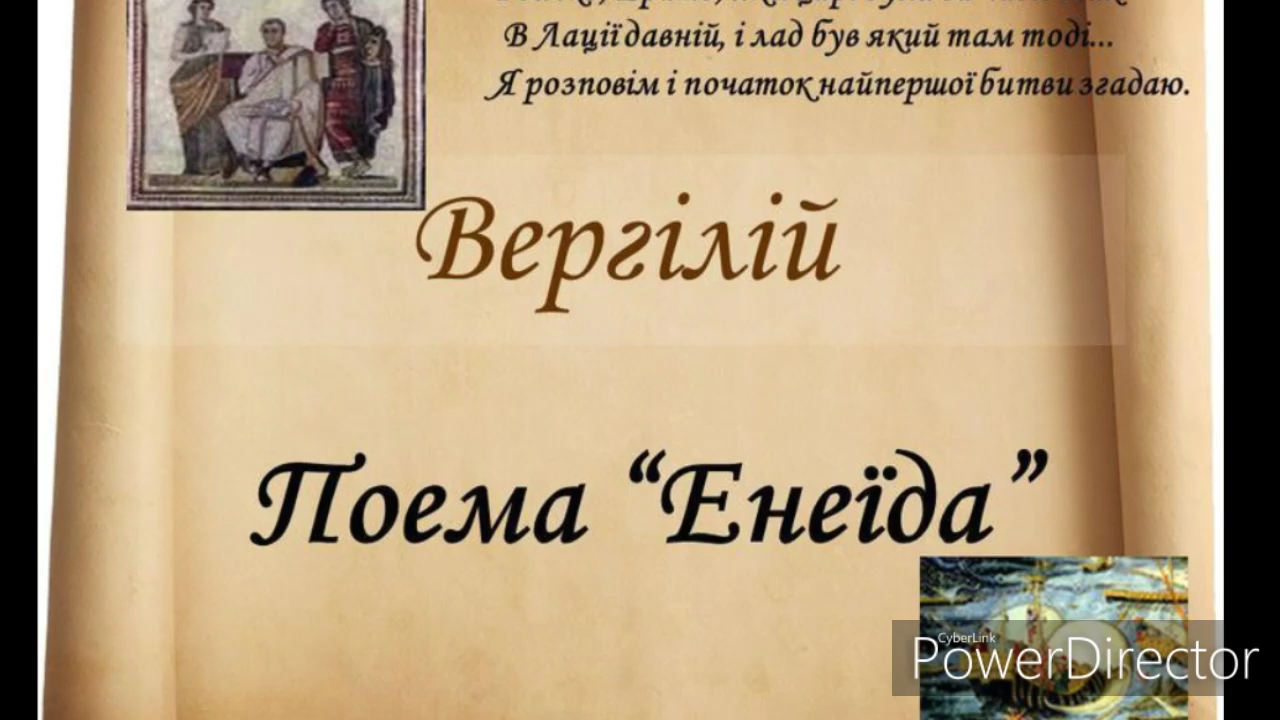 В Лації давній, і лад був який там тоді...
Я розповім і початок найпершої битви згадаю.
Вергілій
Поема “Енеїда”
CyberLink
PowerDirector